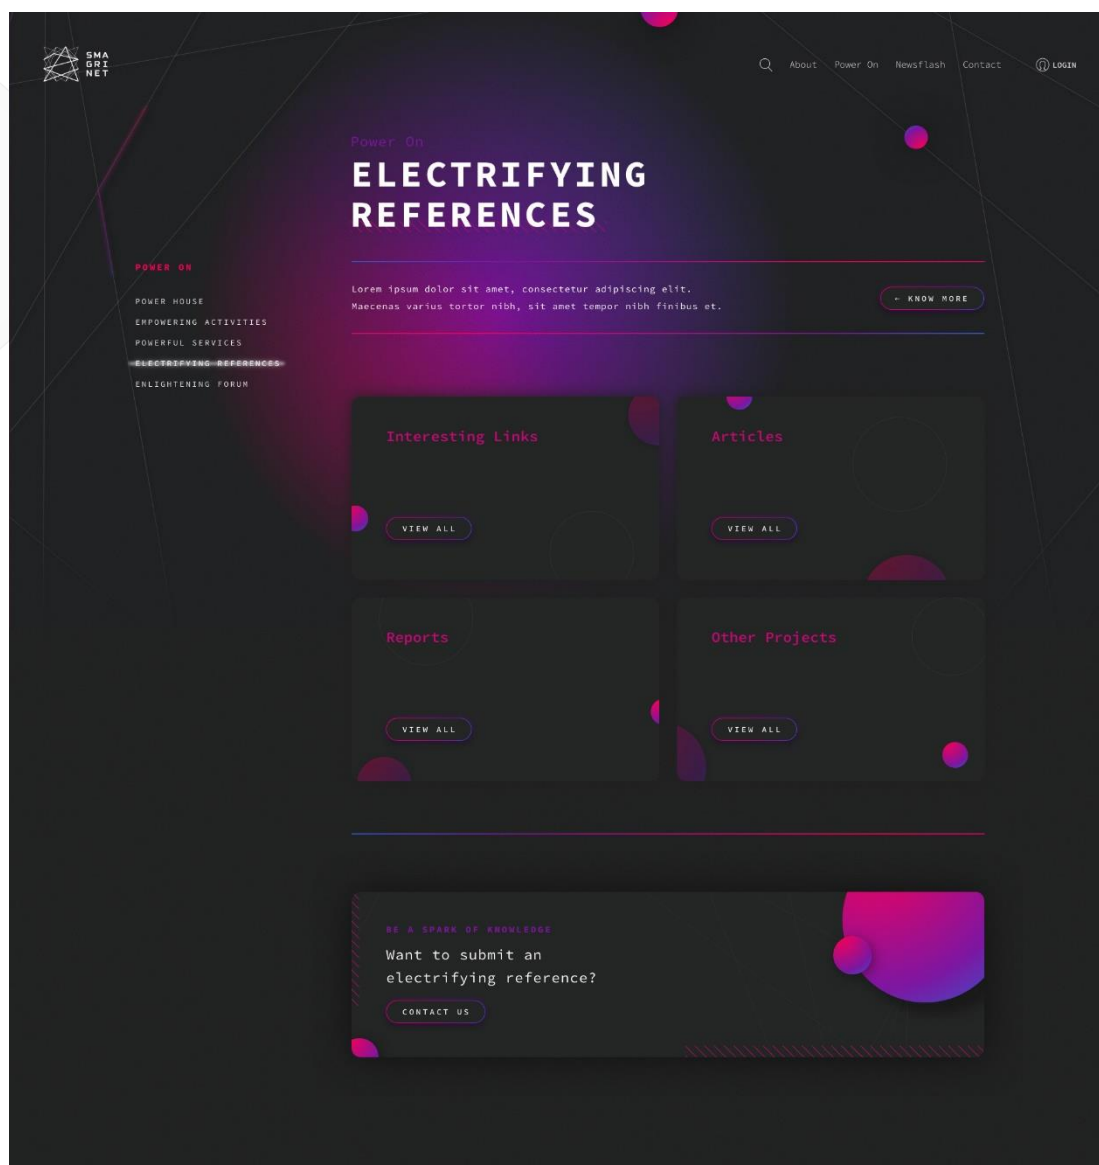 SMA
GRI
NET
About Power On Newsflash Contact LOGIN
Power On
ELECTRIFYING
REFERENCES
POWER ON
POWER HOUSE
EMPOWERING ACTIVITIES
POWERFUL SERVICES
ELECTRIFYING REFERENCES
ENLIGHTENING FORUM
Lorem ipsum dolor sit amet, consectetur adipiscing elit.
Maecenas varius tortor nibh, sit amet tempor nibh finibus et.
← KNOW MORE
Interesting Links
VIEW ALL
Articles
VIEW ALL
Reports
VIEW ALL
Other Projects
VIEW ALL
BE A SPARK OF KNOWLEDGE
Want to submit an
electrifying reference?
CONTACT US